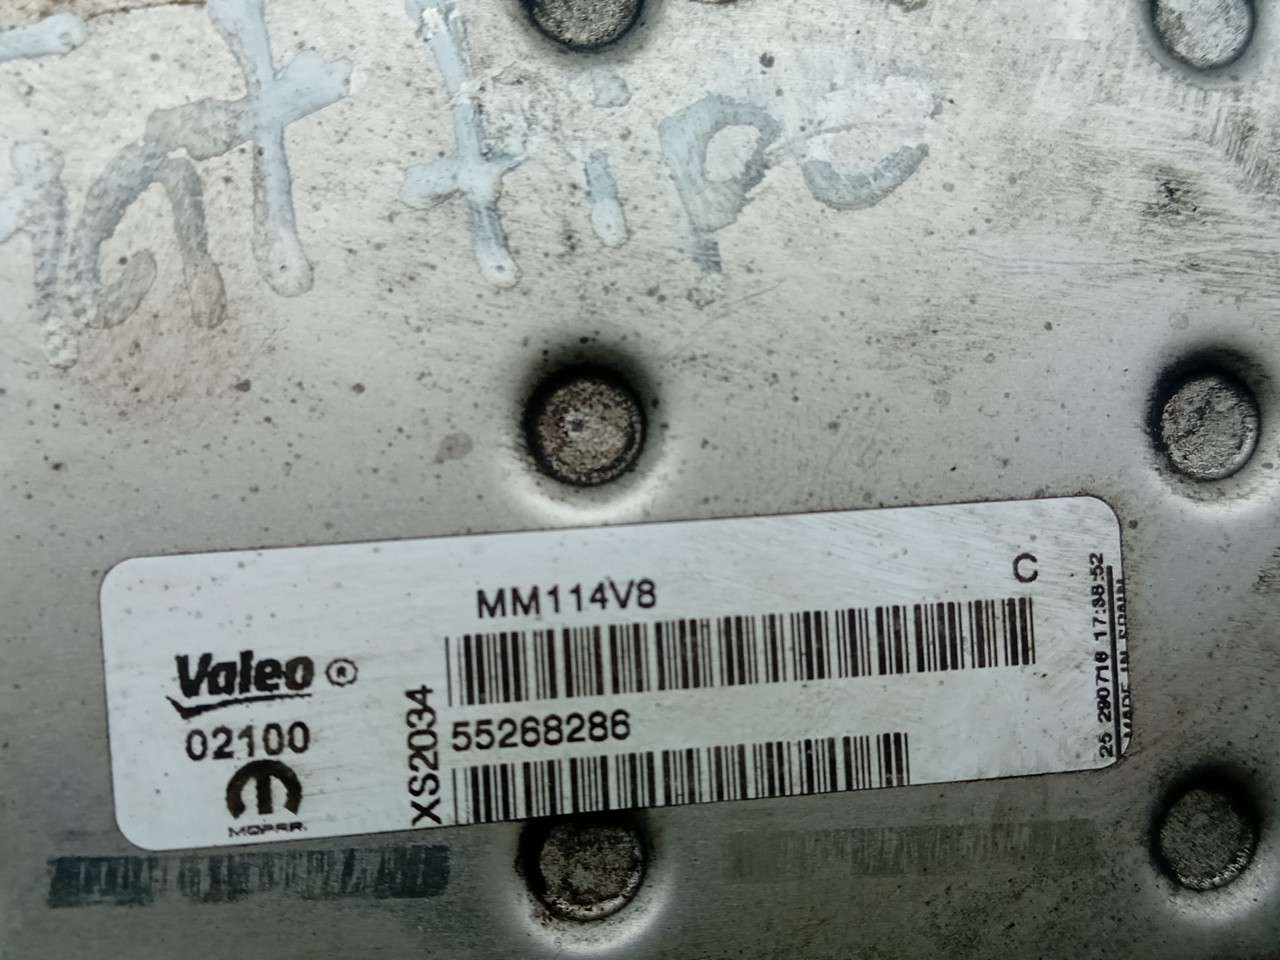 fiat tipo
MM114V8
C
Valeo ®
02100
MOPAR.
XS2034
55268286
25 290716 17:38:52
MADE IN SPAIN